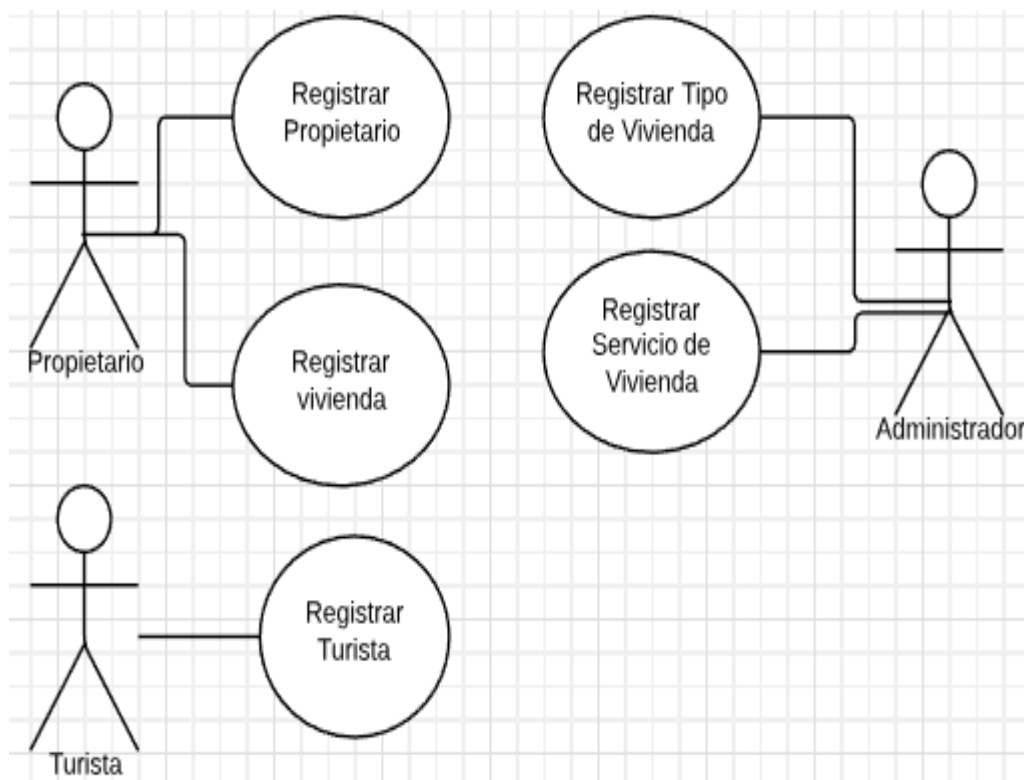 Registrar
Propietario
Registrar Tipo
de Vivienda
Propietario
Registrar
vivienda
Registrar
Servicio de
Vivienda
Administrador
Registrar
Turista
Turista